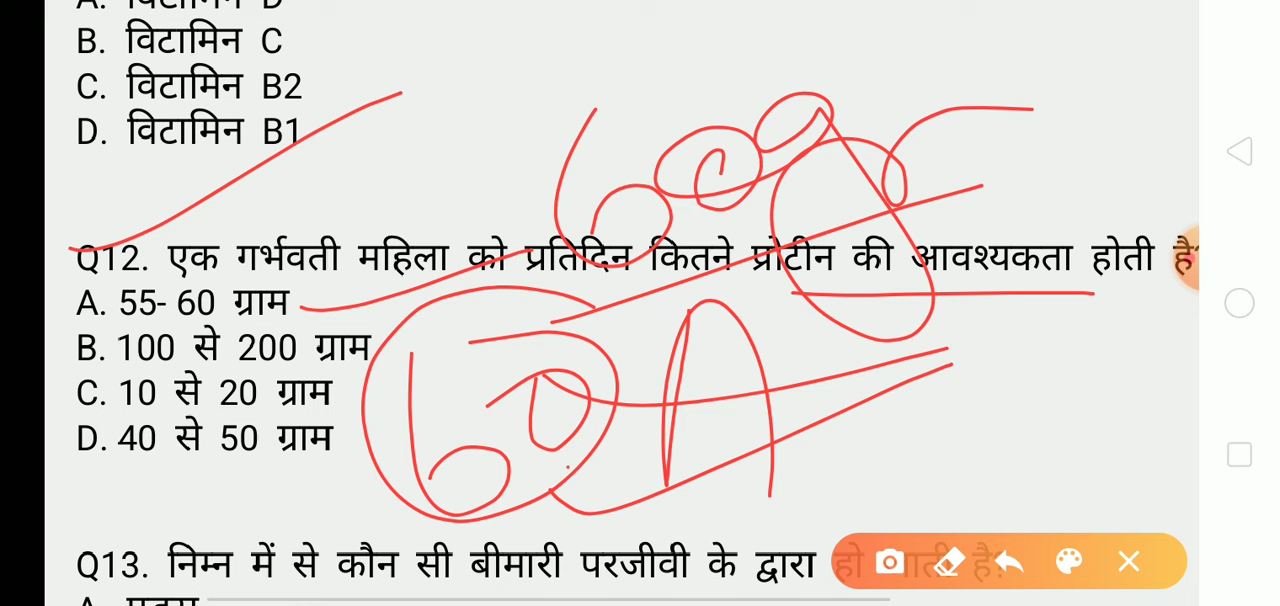 B. विटामिन C
C. विटामिन B2
D. विटामिन B1
60gr
Q12. एक गर्भवती महिला को प्रतिदिन कितने प्रोटीन की आवश्यकता होती है?
A. 55- 60 ग्राम
B. 100 से 200 ग्राम
C. 10 से 20 ग्राम
D. 40 से 50 ग्राम
60 A
Q13. निम्न में से कौन सी बीमारी परजीवी के द्वारा हो जाती है?